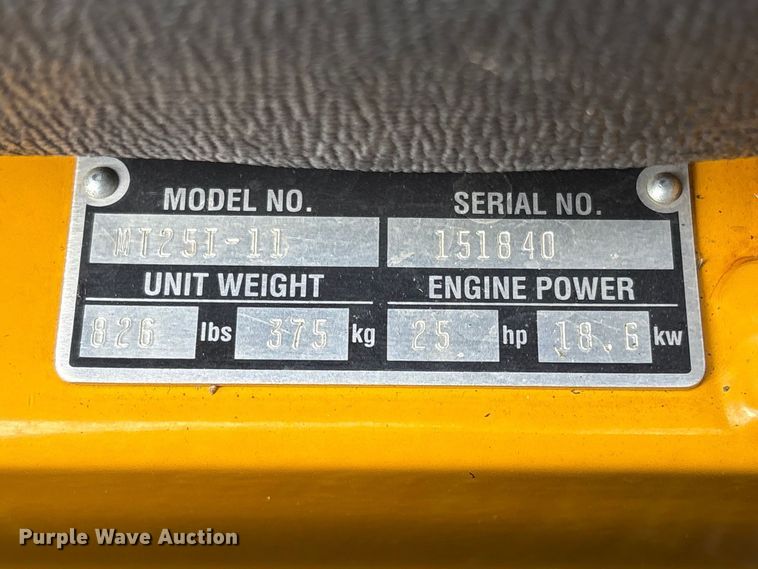 MODEL NO. SERIAL NO.
MT25I-11 151840
UNIT WEIGHT ENGINE POWER
826 lbs 375 kg 25 hp 18.6 kw
Purple Wave Auction